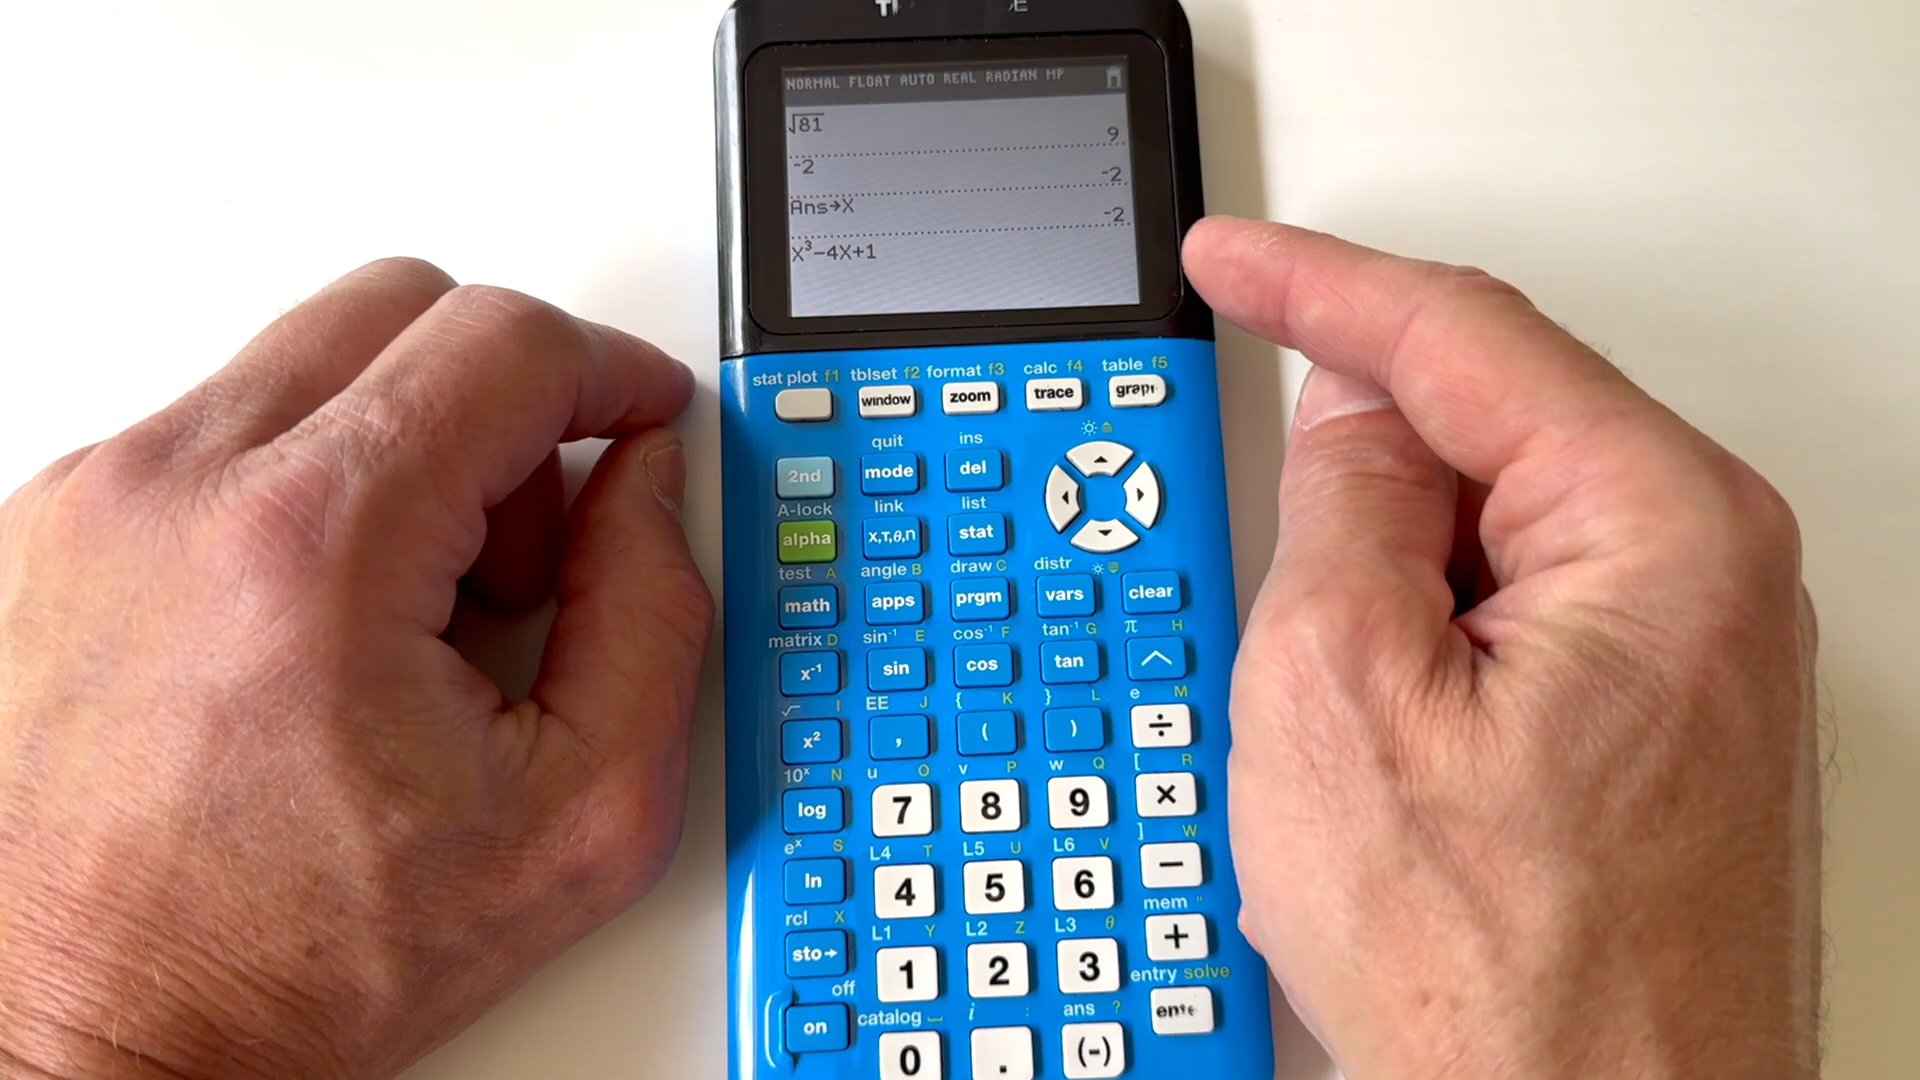 TI E
NORMAL FLOAT AUTO REAL RADIAN MP
√81
9
-2
-2
Ans→X
-2
X³-4X+1
stat plot f1 tblset f2 format f3 calc f4 table f5
window zoom trace graph
quit ins
2nd mode del
A-lock link list
alpha X,T,θ,n stat
test A angle B draw C distr
math apps prgm vars clear
matrix D sin⁻¹ E cos⁻¹ F tan⁻¹ G π H
x⁻¹ sin cos tan ^
√ I EE J { K } L e M
x² , ( ) ÷
10ˣ N u O v P w Q [ R
log 7 8 9 ×
eˣ S L4 T L5 U L6 V ] W
ln 4 5 6 −
rcl X L1 Y L2 Z L3 θ mem "
sto→ 1 2 3 +
off entry solve
on enter
catalog ⎵ i : ans ?
0 . (-)